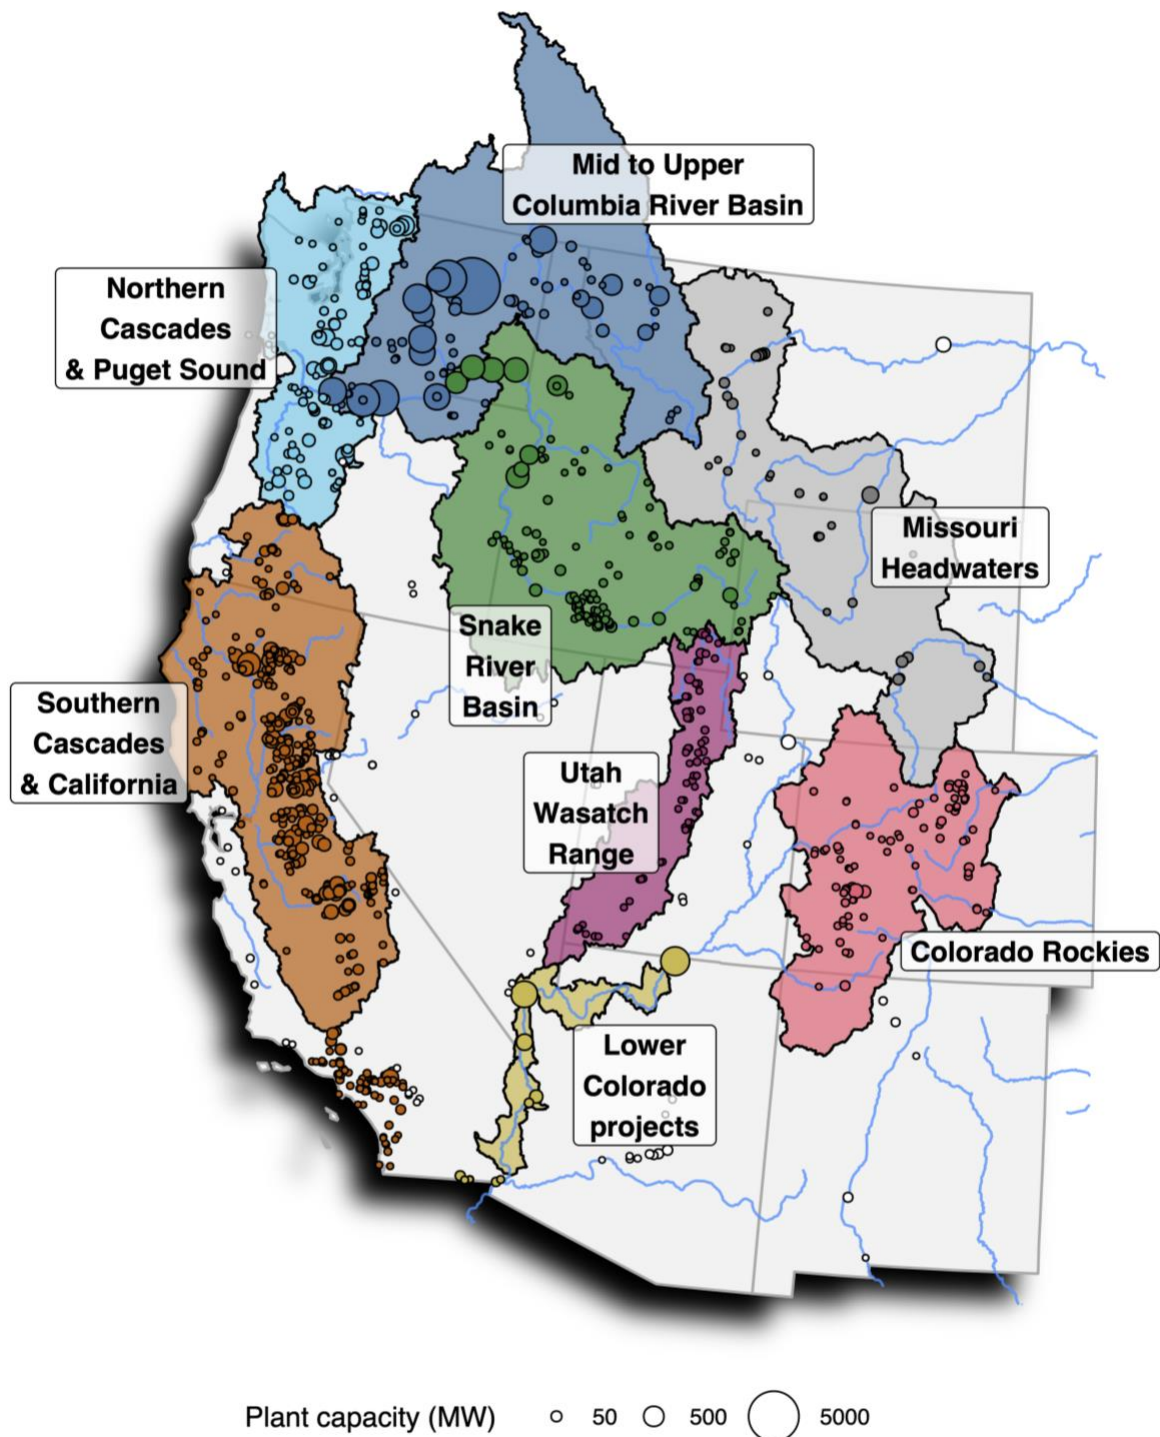 Mid to Upper
Columbia River Basin
Northern
Cascades
& Puget Sound
Missouri
Headwaters
Snake
River
Basin
Southern
Cascades
& California
Utah
Wasatch
Range
Colorado Rockies
Lower
Colorado
projects
Plant capacity (MW) 50 500 5000